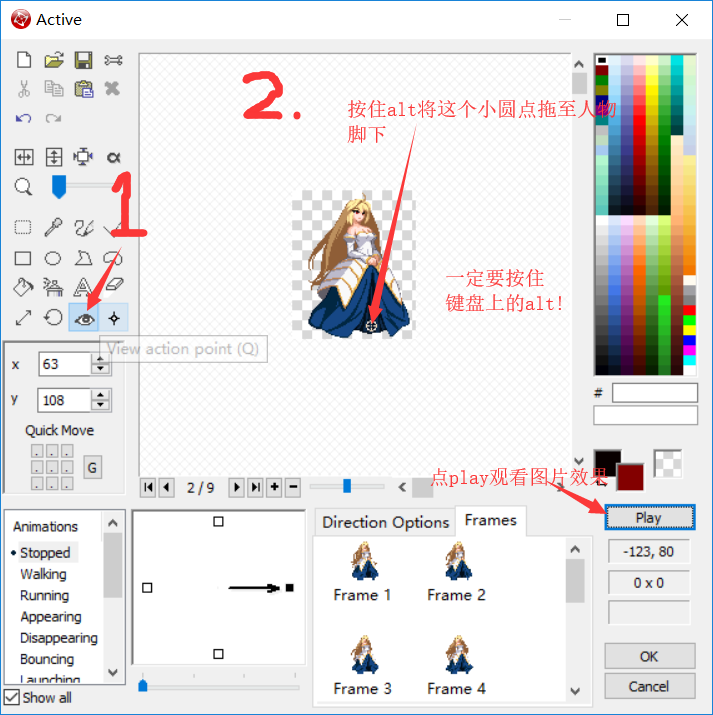 Active
2.
按住alt将这个小圆点拖至人物
脚下
1
一定要按住
键盘上的alt!
View action point (Q)
x 63
y 108
Quick Move
G
2 / 9
#
点play观看图片效果
Play
Animations
Stopped
Walking
Running
Appearing
Disappearing
Bouncing
Launching
Show all
Direction Options
Frames
Frame 1
Frame 2
Frame 3
Frame 4
-123, 80
0 x 0
OK
Cancel